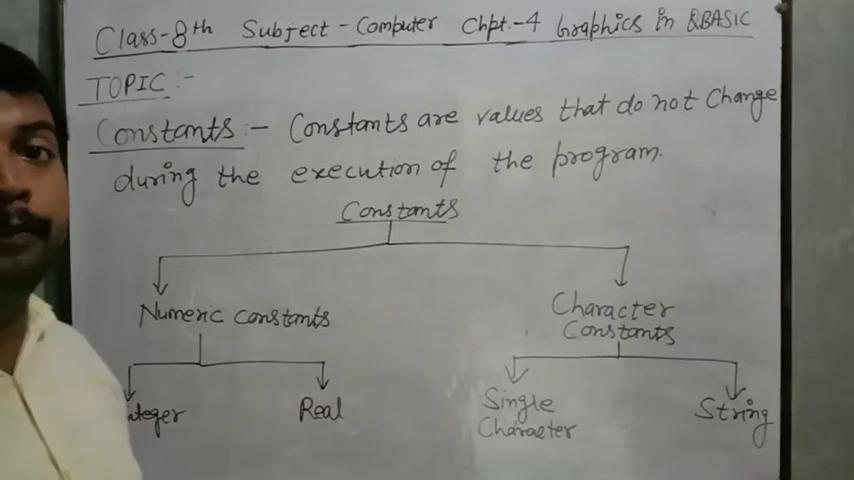 Class-8th Subject-Computer Chpt.-4 Graphics in QBASIC
TOPIC :-
Constants :- Constants are values that do not Change
during the execution of the program.
Constants
Numeric constants
Character
Constants
nteger
Real
Single
Character
String